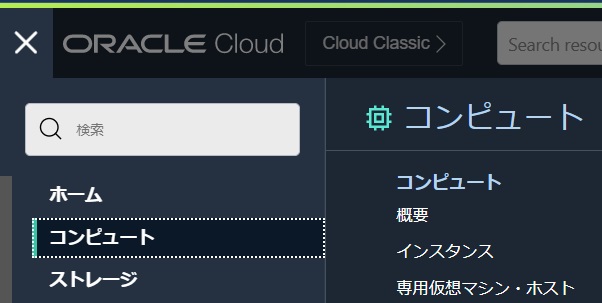 ORACLE Cloud
Cloud Classic >
Search resou
検索
ホーム
コンピュート
ストレージ
コンピュート
コンピュート
概要
インスタンス
専用仮想マシン・ホスト